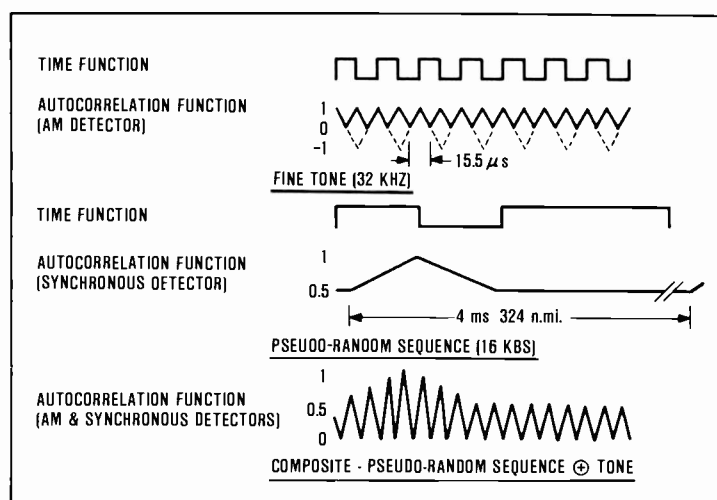 TIME FUNCTION
AUTOCORRELATION FUNCTION
(AM DETECTOR)
1
0
-1
15.5 μs
FINE TONE (32 KHZ)
TIME FUNCTION
AUTOCORRELATION FUNCTION
(SYNCHRONOUS DETECTOR)
1
0.5
4 ms 324 n.mi.
PSEUDO-RANDOM SEQUENCE (16 KBS)
AUTOCORRELATION FUNCTION
(AM & SYNCHRONOUS DETECTORS)
1
0.5
0
COMPOSITE - PSEUDO-RANDOM SEQUENCE ⊕ TONE